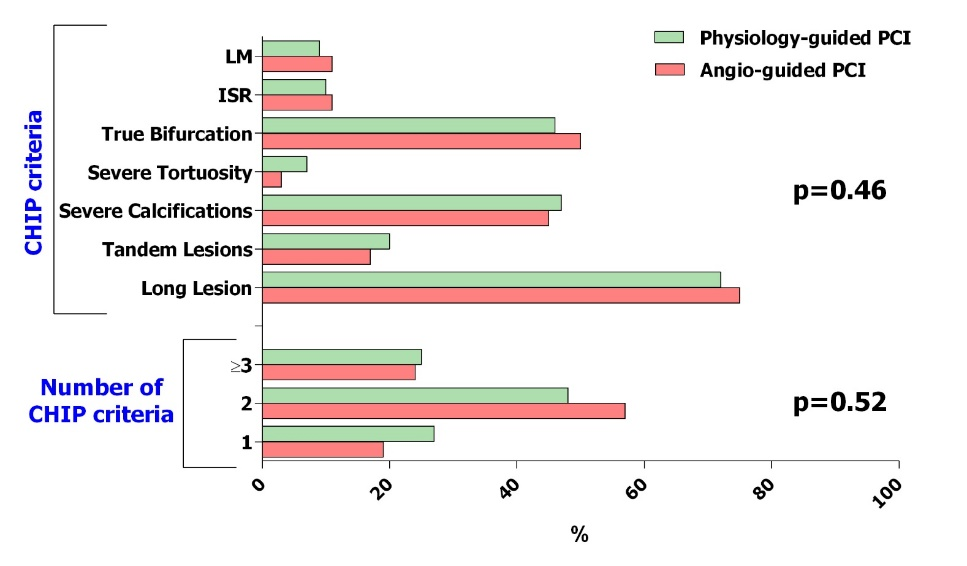 Physiology-guided PCI
Angio-guided PCI
CHIP criteria
LM
ISR
True Bifurcation
Severe Tortuosity
Severe Calcifications
Tandem Lesions
Long Lesion
p=0.46
Number of
CHIP criteria
≥3
2
1
p=0.52
0
20
40
60
80
100
%